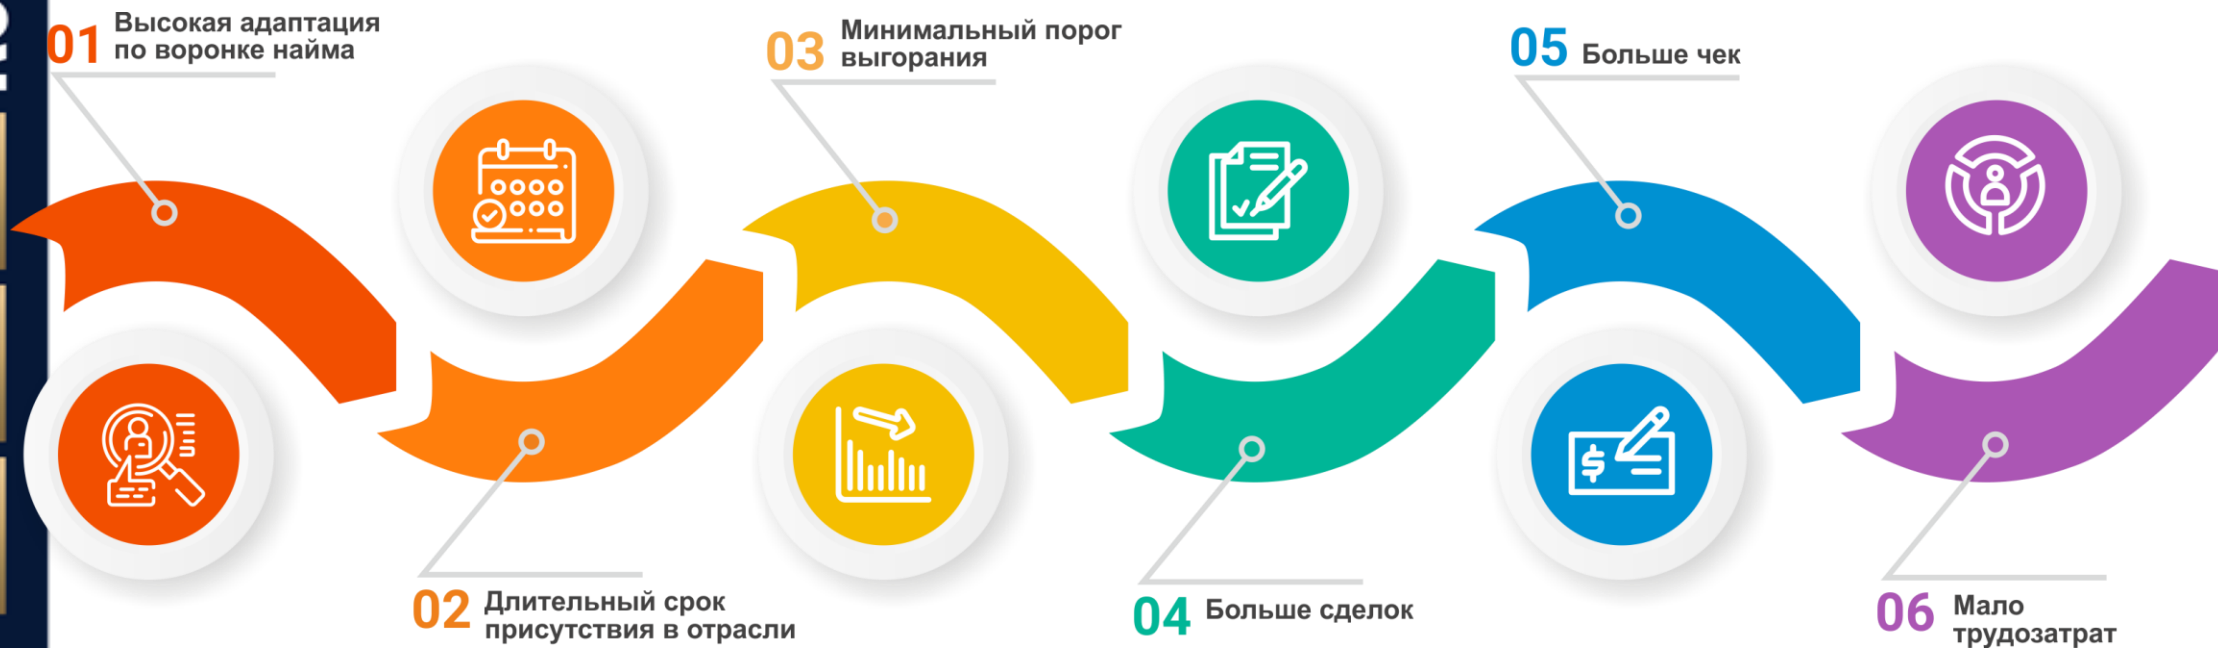 01 Высокая адаптация
по воронке найма
02 Длительный срок
присутствия в отрасли
03 Минимальный порог
выгорания
04 Больше сделок
05 Больше чек
06 Мало
трудозатрат